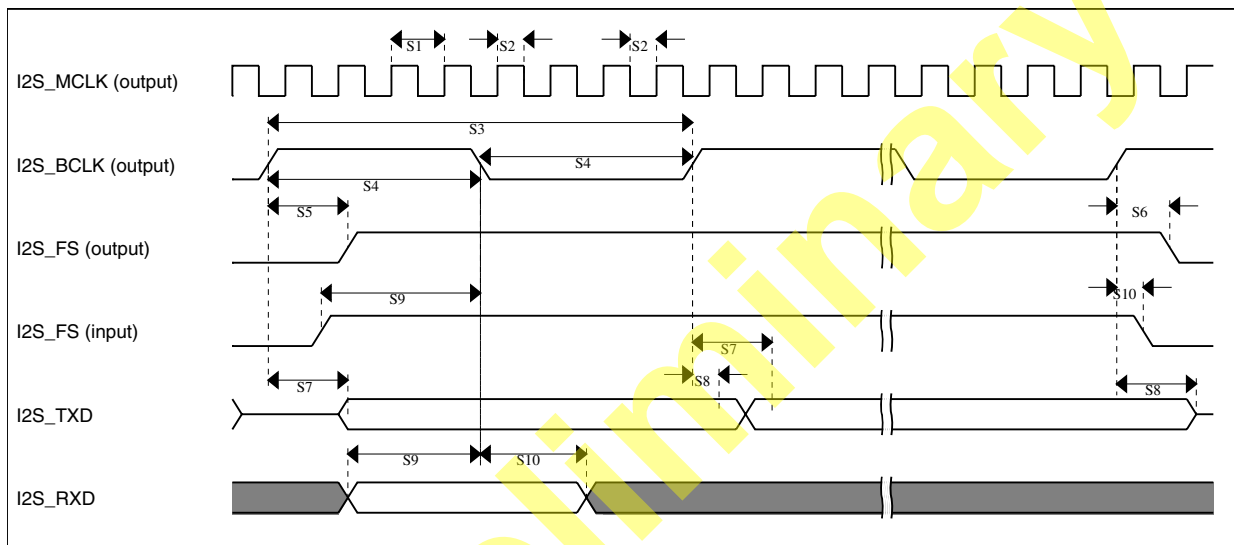 S1 S2 S2
I2S_MCLK (output)
S3
I2S_BCLK (output)
S4
S4
S5 S6
I2S_FS (output)
S9 S10
I2S_FS (input)
S7
S7 S8 S8
I2S_TXD
S9 S10
I2S_RXD